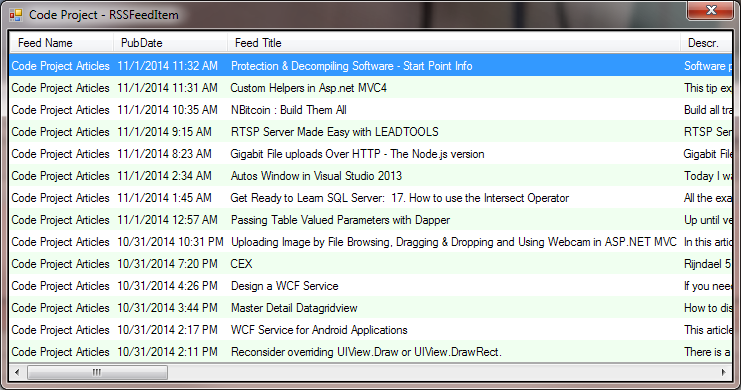 Code Project - RSSFeedItem
Feed Name PubDate Feed Title Descr.
Code Project Articles 11/1/2014 11:32 AM Protection & Decompiling Software - Start Point Info Software p
Code Project Articles 11/1/2014 11:31 AM Custom Helpers in Asp.net MVC4 This tip ex
Code Project Articles 11/1/2014 10:35 AM NBitcoin : Build Them All Build all tra
Code Project Articles 11/1/2014 9:15 AM RTSP Server Made Easy with LEADTOOLS RTSP Ser
Code Project Articles 11/1/2014 8:23 AM Gigabit File uploads Over HTTP - The Node.js version Gigabit File
Code Project Articles 11/1/2014 2:34 AM Autos Window in Visual Studio 2013 Today I wa
Code Project Articles 11/1/2014 1:45 AM Get Ready to Learn SQL Server: 17. How to use the Intersect Operator All the exa
Code Project Articles 11/1/2014 12:57 AM Passing Table Valued Parameters with Dapper Up until ve
Code Project Articles 10/31/2014 10:31 PM Uploading Image by File Browsing, Dragging & Dropping and Using Webcam in ASP.NET MVC In this artic
Code Project Articles 10/31/2014 7:20 PM CEX Rijndael 5
Code Project Articles 10/31/2014 4:26 PM Design a WCF Service If you need
Code Project Articles 10/31/2014 3:44 PM Master Detail Datagridview How to dis
Code Project Articles 10/31/2014 2:17 PM WCF Service for Android Applications This article
Code Project Articles 10/31/2014 2:11 PM Reconsider overriding UIView.Draw or UIView.DrawRect. There is a